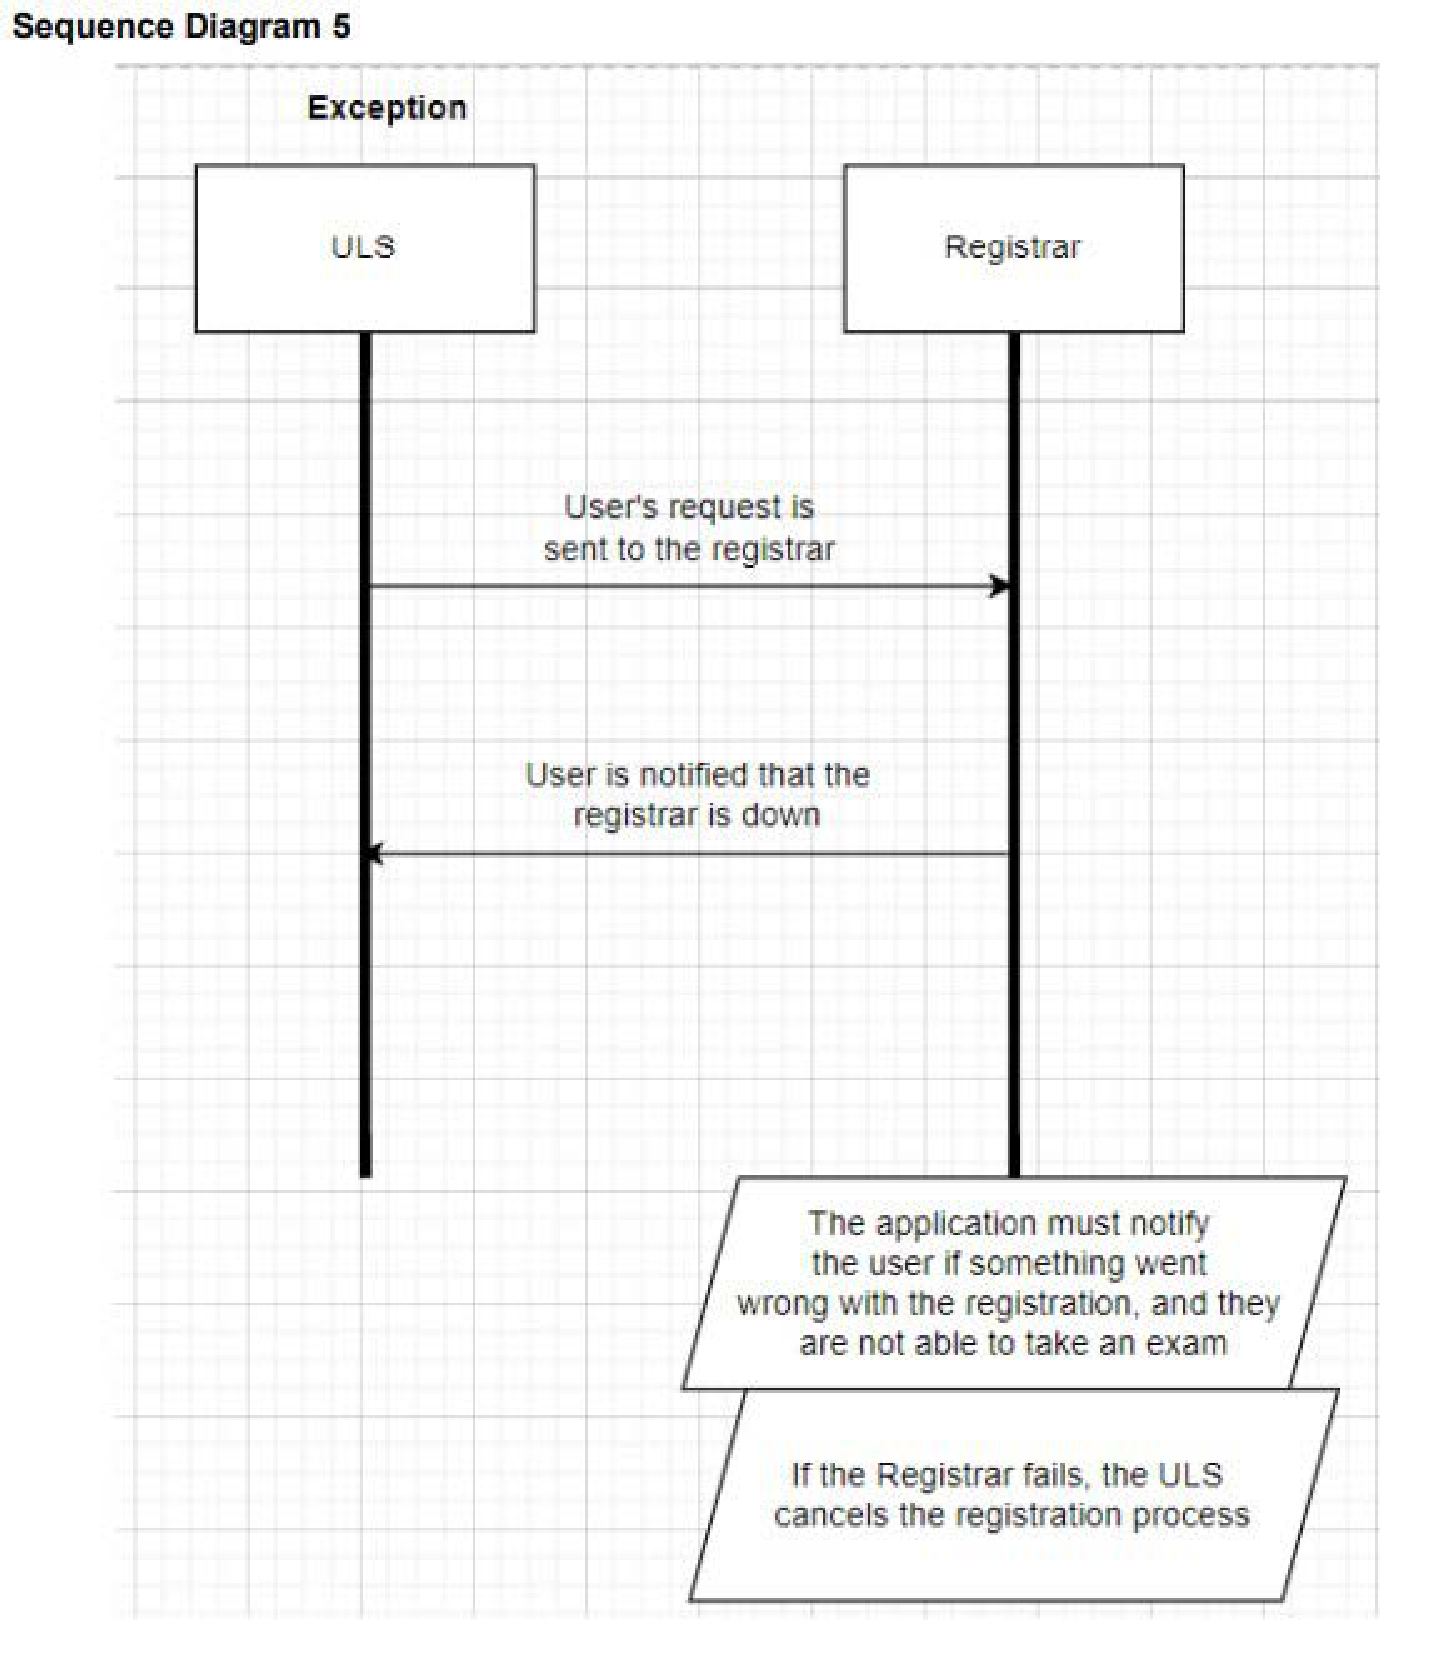 Sequence Diagram 5
Exception
ULS
Registrar
User's request is
sent to the registrar
User is notified that the
registrar is down
The application must notify
the user if something went
wrong with the registration, and they
are not able to take an exam
If the Registrar fails, the ULS
cancels the registration process